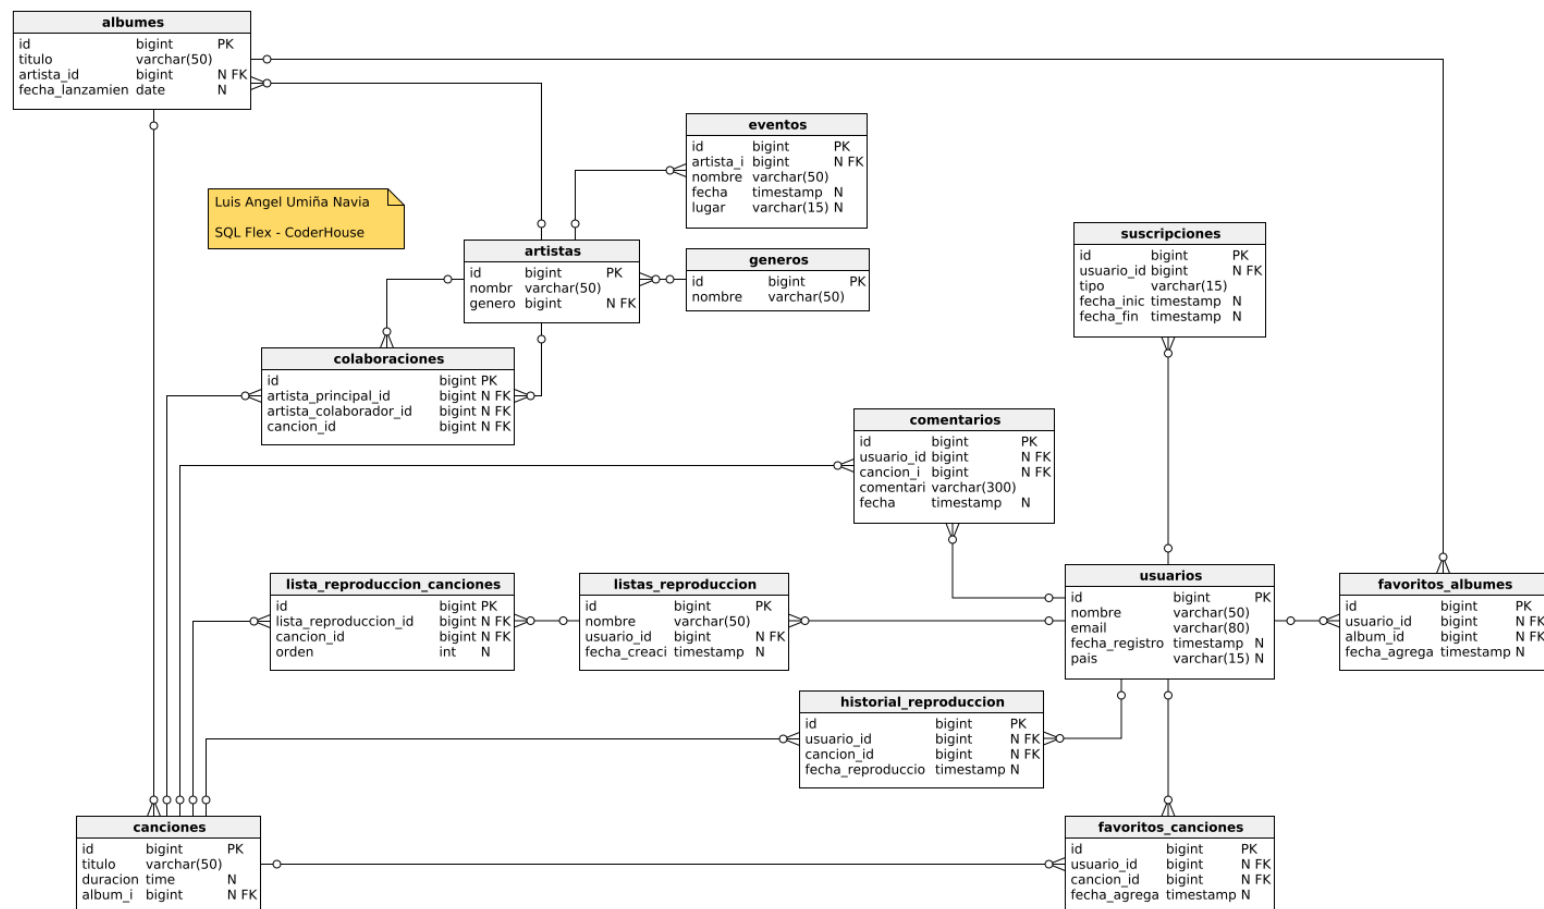 albumes
id bigint PK
titulo varchar(50)
artista_id bigint N FK
fecha_lanzamien date N
eventos
id bigint PK
artista_i bigint N FK
nombre varchar(50)
fecha timestamp N
lugar varchar(15) N
Luis Angel Umiña Navia
SQL Flex - CoderHouse
artistas
id bigint PK
nombr varchar(50)
genero bigint N FK
generos
id bigint PK
nombre varchar(50)
suscripciones
id bigint PK
usuario_id bigint N FK
tipo varchar(15)
fecha_inic timestamp N
fecha_fin timestamp N
colaboraciones
id bigint PK
artista_principal_id bigint N FK
artista_colaborador_id bigint N FK
cancion_id bigint N FK
comentarios
id bigint PK
usuario_id bigint N FK
cancion_i bigint N FK
comentari varchar(300)
fecha timestamp N
lista_reproduccion_canciones
id bigint PK
lista_reproduccion_id bigint N FK
cancion_id bigint N FK
orden int N
listas_reproduccion
id bigint PK
nombre varchar(50)
usuario_id bigint N FK
fecha_creaci timestamp N
usuarios
id bigint PK
nombre varchar(50)
email varchar(80)
fecha_registro timestamp N
pais varchar(15) N
favoritos_albumes
id bigint PK
usuario_id bigint N FK
album_id bigint N FK
fecha_agrega timestamp N
historial_reproduccion
id bigint PK
usuario_id bigint N FK
cancion_id bigint N FK
fecha_reproduccio timestamp N
canciones
id bigint PK
titulo varchar(50)
duracion time N
album_i bigint N FK
favoritos_canciones
id bigint PK
usuario_id bigint N FK
cancion_id bigint N FK
fecha_agrega timestamp N